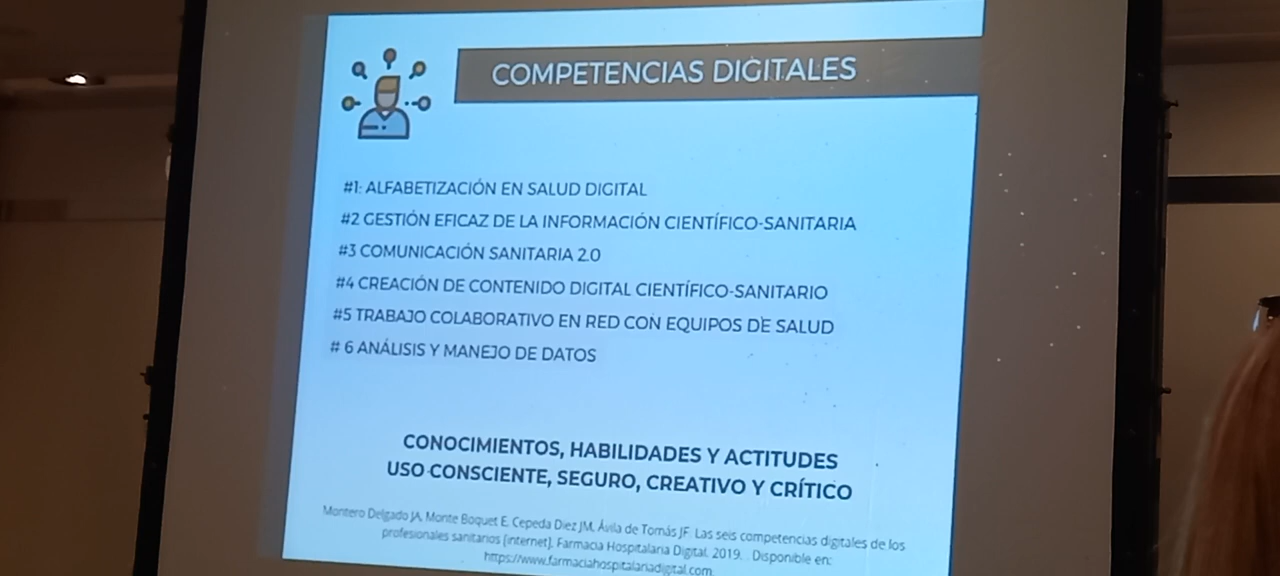 COMPETENCIAS DIGITALES
#1: ALFABETIZACIÓN EN SALUD DIGITAL
#2 GESTIÓN EFICAZ DE LA INFORMACIÓN CIENTÍFICO-SANITARIA
#3 COMUNICACIÓN SANITARIA 2.0
#4 CREACIÓN DE CONTENIDO DIGITAL CIENTÍFICO-SANITARIO
#5 TRABAJO COLABORATIVO EN RED CON EQUIPOS DE SALUD
# 6 ANÁLISIS Y MANEJO DE DATOS
CONOCIMIENTOS, HABILIDADES Y ACTITUDES
USO CONSCIENTE, SEGURO, CREATIVO Y CRÍTICO
Montero Delgado JA, Monte Boquet E, Cepeda Diez JM, Ávila de Tomás JF. Las seis competencias digitales de los
profesionales sanitarios [internet]. Farmacia Hospitalaria Digital. 2019. . Disponible en:
https://www.farmaciahospitalariadigital.com